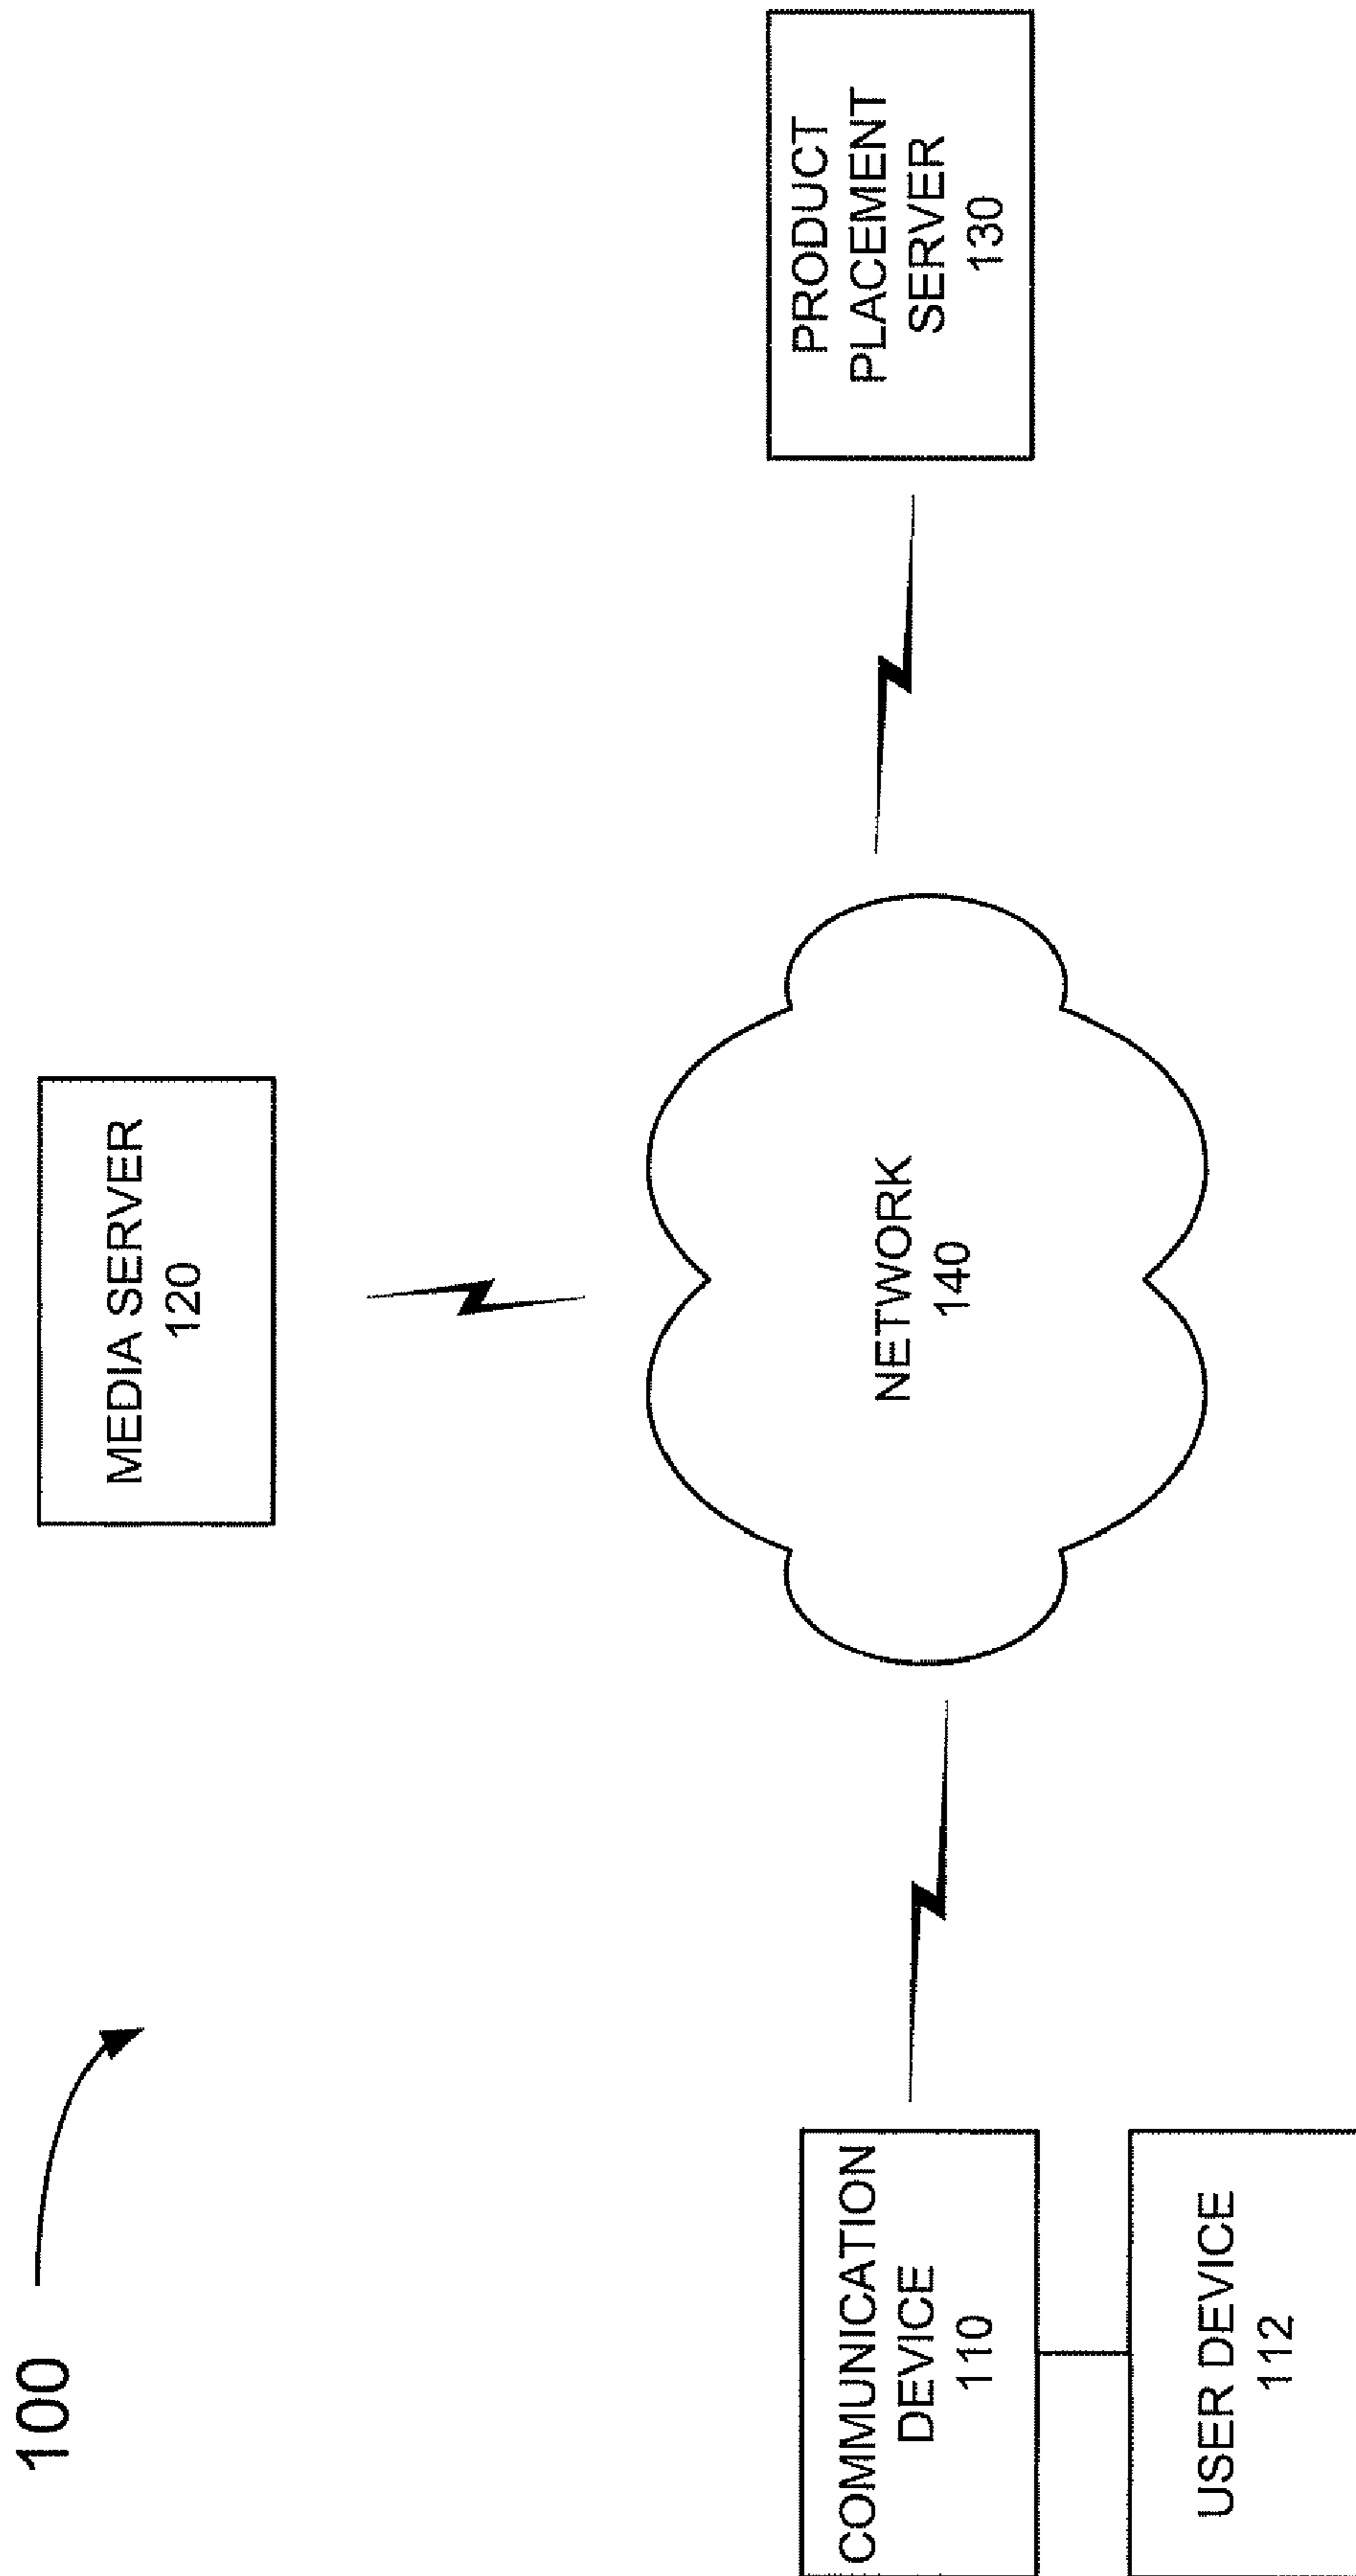 100
MEDIA SERVER
120
COMMUNICATION
DEVICE
110
NETWORK
140
PRODUCT
PLACEMENT
SERVER
130
USER DEVICE
112